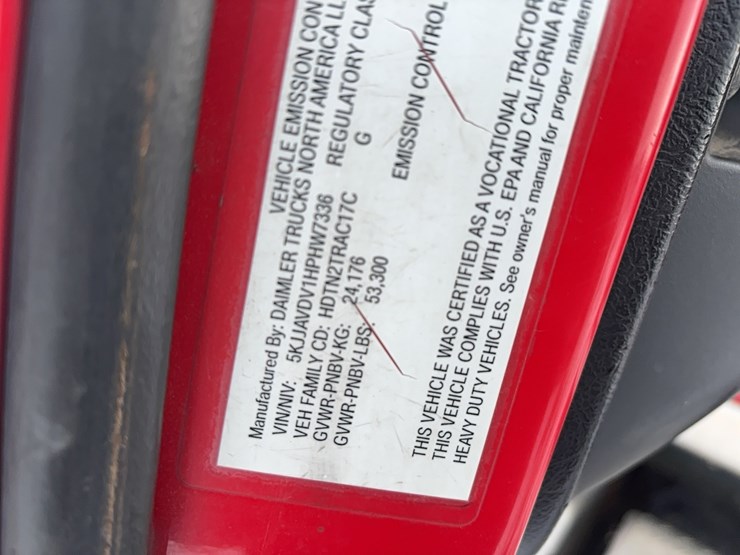 VEHICLE EMISSION CON
Manufactured By: DAIMLER TRUCKS NORTH AMERICA LL
VIN/NIV: 5KJJAVDV1HPHW7336 REGULATORY CLAS
VEH FAMILY CD: HDTN2TRAC17C G
GVWR-PNBV-KG: 24,176
GVWR-PNBV-LBS: 53,300
EMISSION CONTROL
THIS VEHICLE WAS CERTIFIED AS A VOCATIONAL TRACTOR
THIS VEHICLE COMPLIES WITH U.S. EPA AND CALIFORNIA R
HEAVY DUTY VEHICLES. See owner's manual for proper mainten